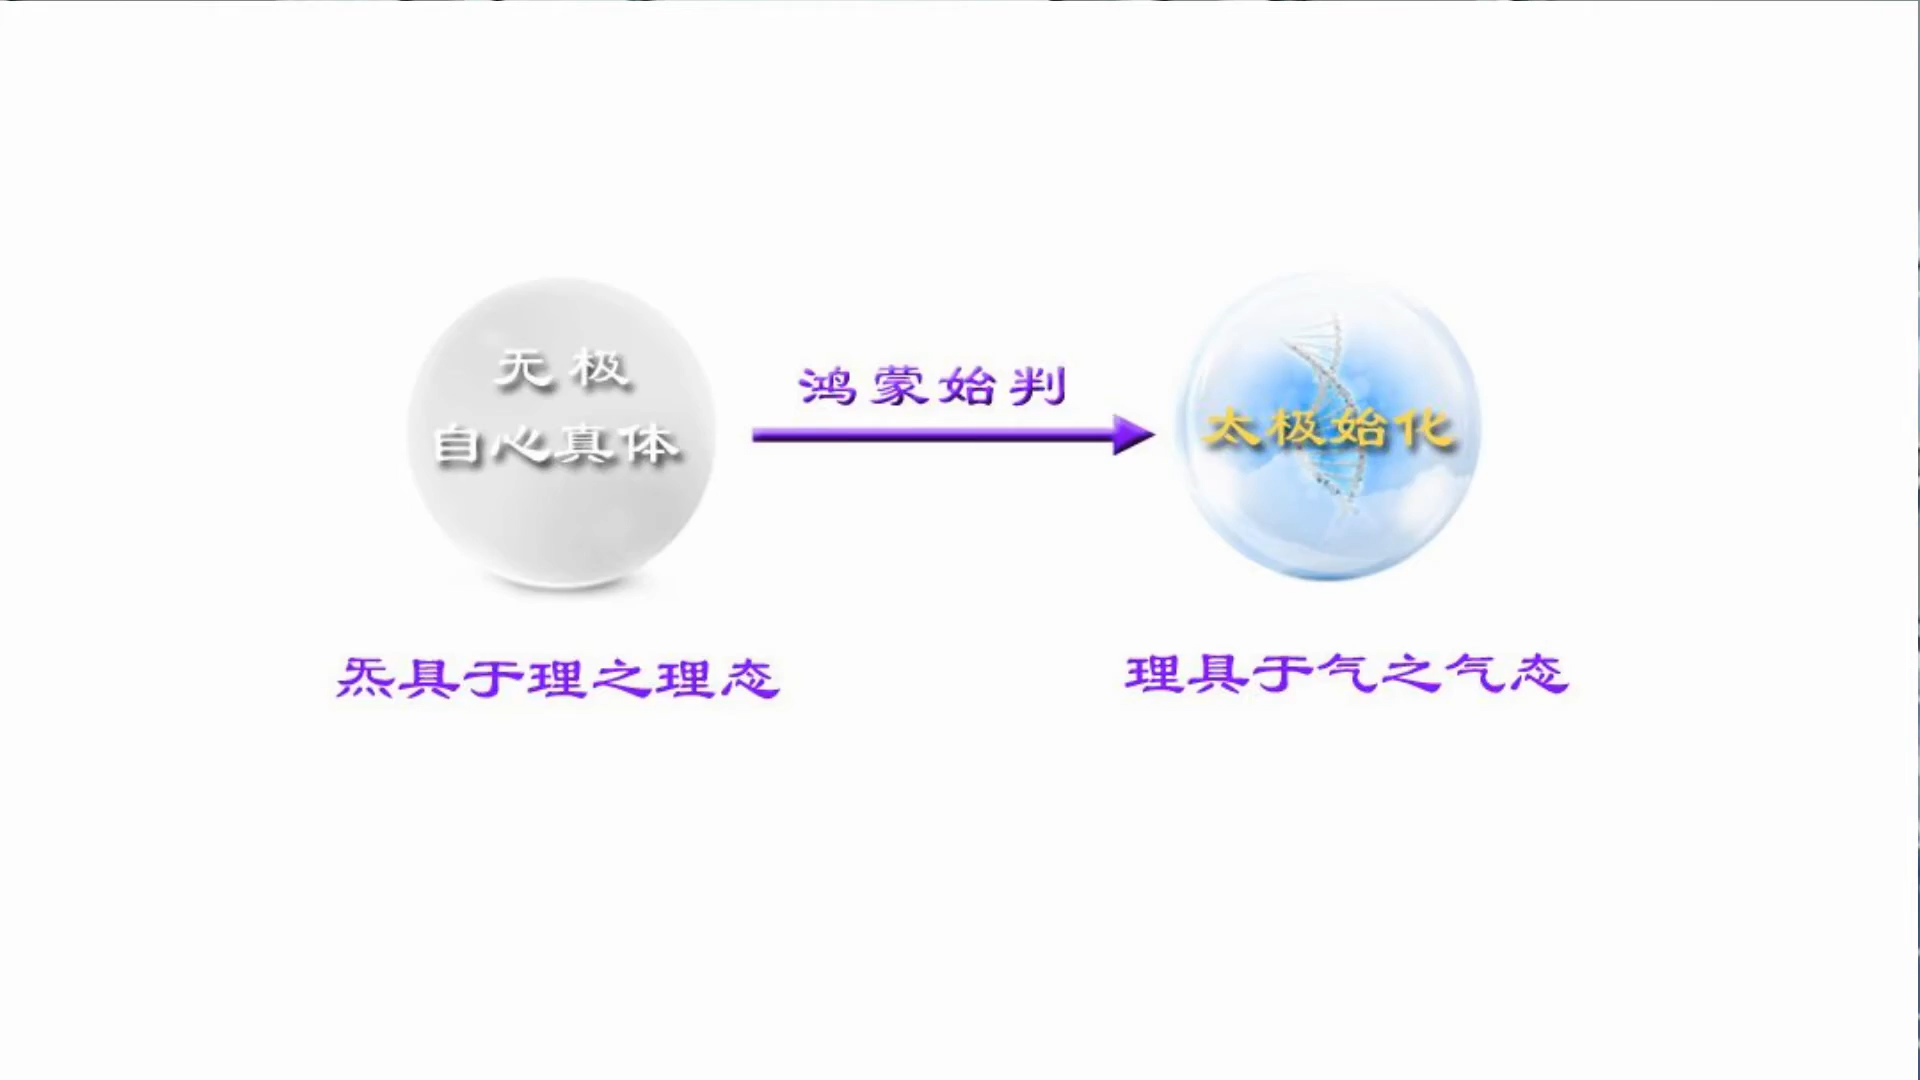 无极
自心真体
鸿蒙始判
太极始化
炁具于理之理态
理具于气之气态